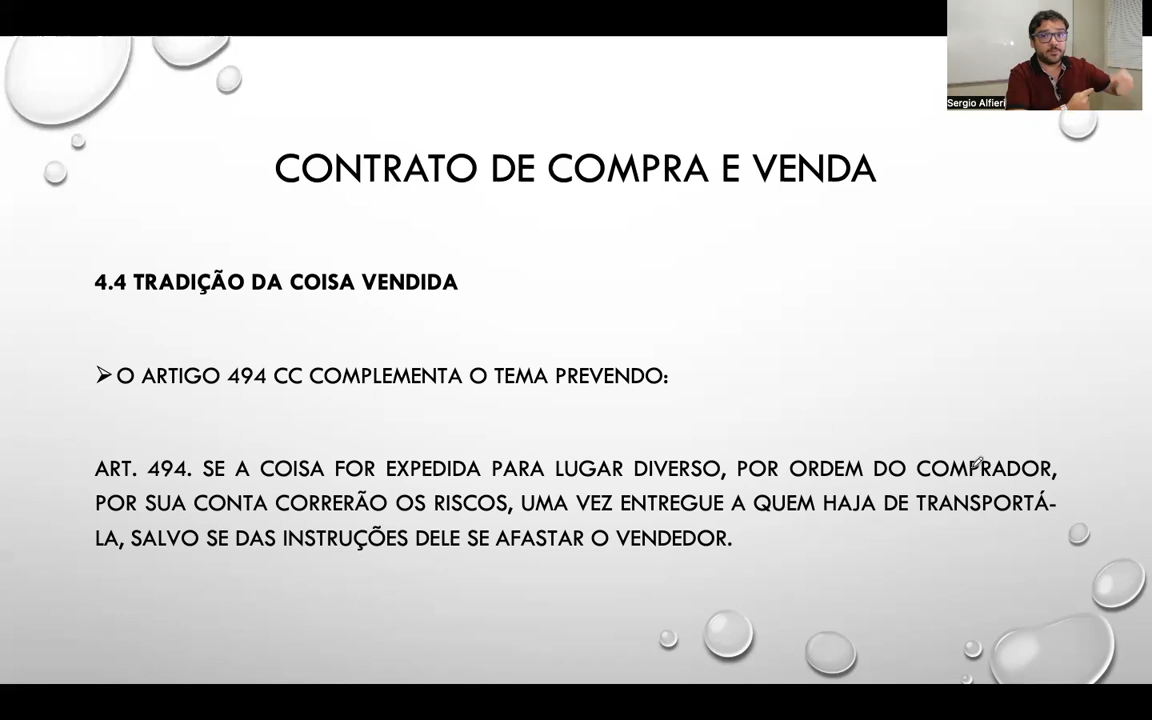 Sergio Alfieri
CONTRATO DE COMPRA E VENDA
4.4 TRADIÇÃO DA COISA VENDIDA
➢O ARTIGO 494 CC COMPLEMENTA O TEMA PREVENDO:
ART. 494. SE A COISA FOR EXPEDIDA PARA LUGAR DIVERSO, POR ORDEM DO COMPRADOR,
POR SUA CONTA CORRERÃO OS RISCOS, UMA VEZ ENTREGUE A QUEM HAJA DE TRANSPORTÁ-
LA, SALVO SE DAS INSTRUÇÕES DELE SE AFASTAR O VENDEDOR.